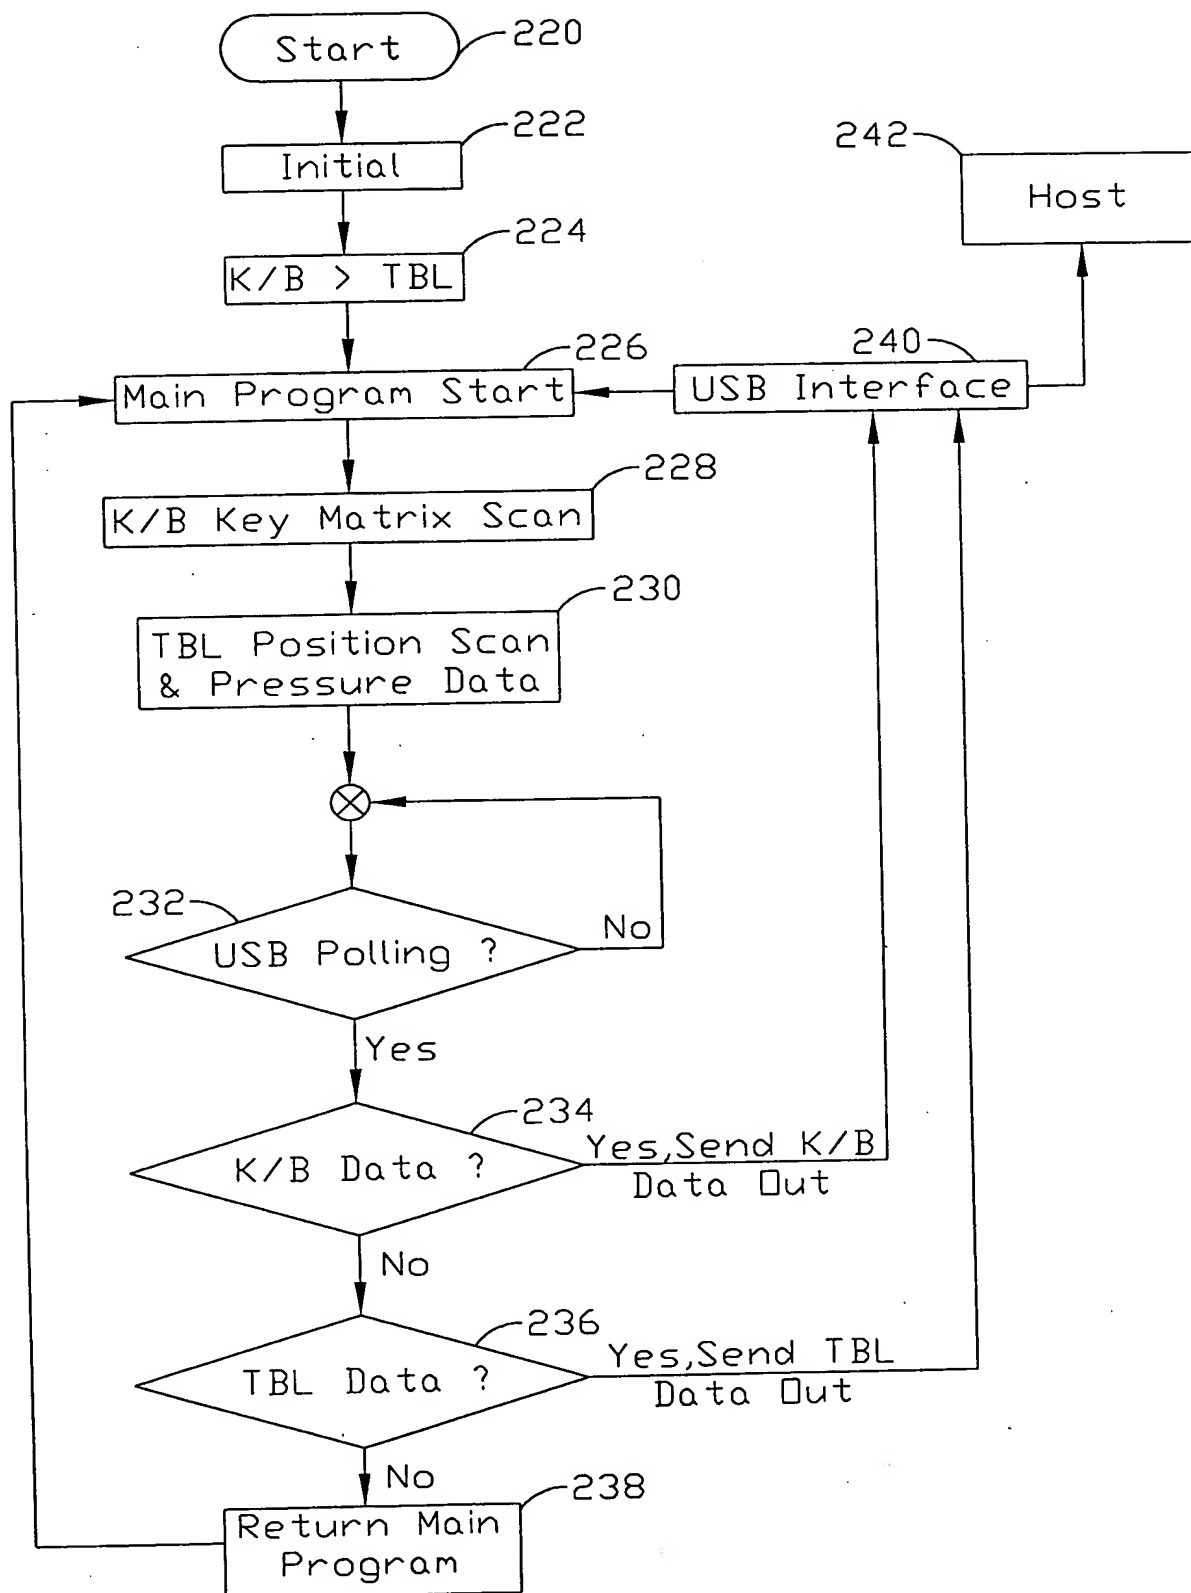 Start
220
Initial
222
K/B > TBL
224
Main Program Start
226
USB Interface
240
Host
242
K/B Key Matrix Scan
228
TBL Position Scan
& Pressure Data
230
USB Polling ?
232
No
Yes
K/B Data ?
234
Yes,Send K/B
Data Out
No
TBL Data ?
236
Yes,Send TBL
Data Out
No
Return Main
Program
238